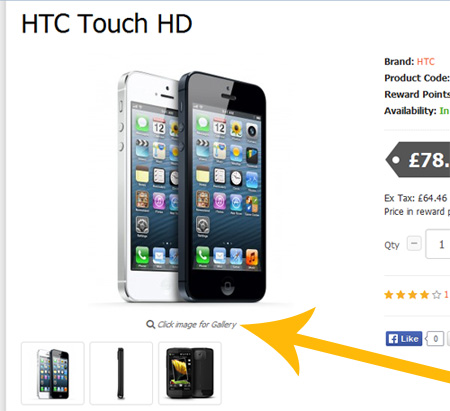 HTC Touch HD
Brand: HTC
Product Code:
Reward Points
Availability: In
£78.
Ex Tax: £64.46
Price in reward p
Qty − 1
1
Click image for Gallery
Like 0